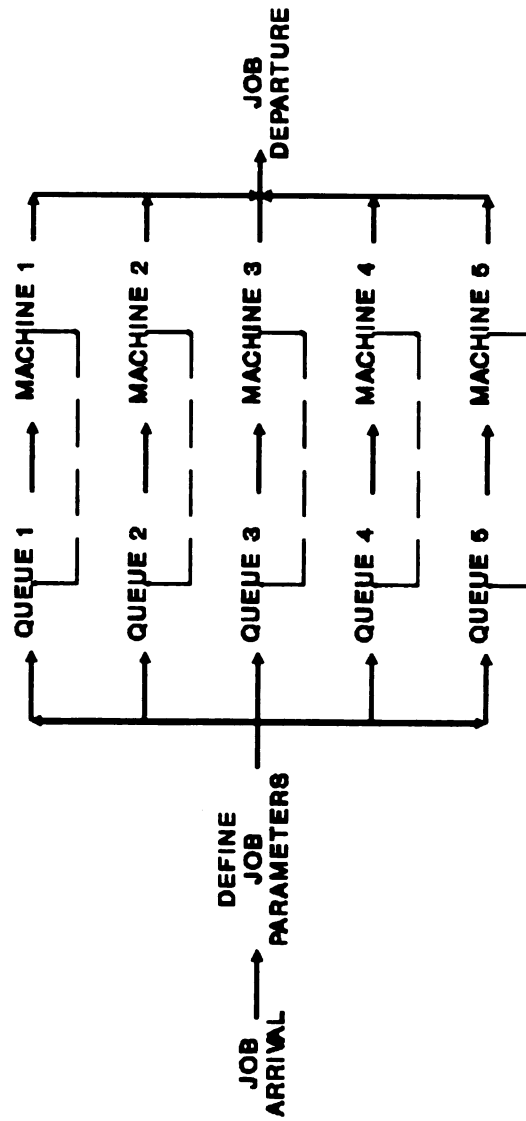 JOB
ARRIVAL
DEFINE
JOB
PARAMETERS
QUEUE 1
MACHINE 1
QUEUE 2
MACHINE 2
QUEUE 3
MACHINE 3
QUEUE 4
MACHINE 4
QUEUE 5
MACHINE 5
JOB
DEPARTURE